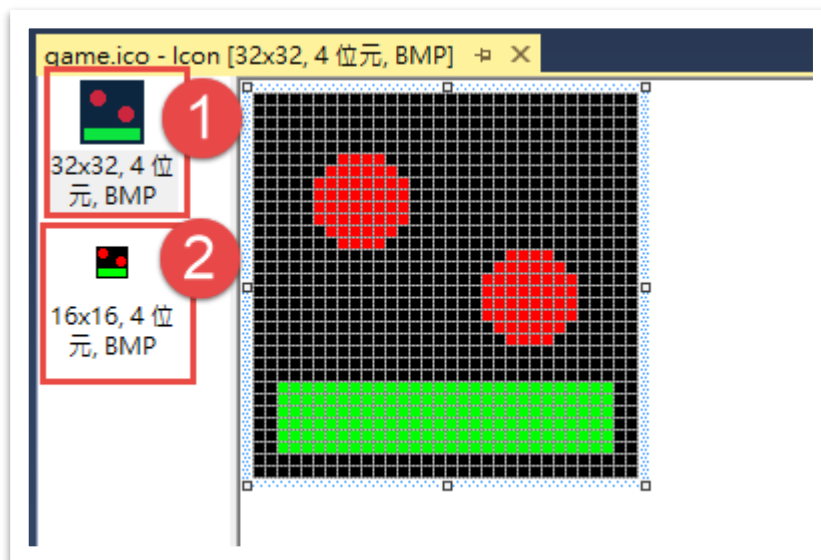 game.ico - Icon [32x32, 4 位元, BMP]
1
32x32, 4 位
元, BMP
2
16x16, 4 位
元, BMP